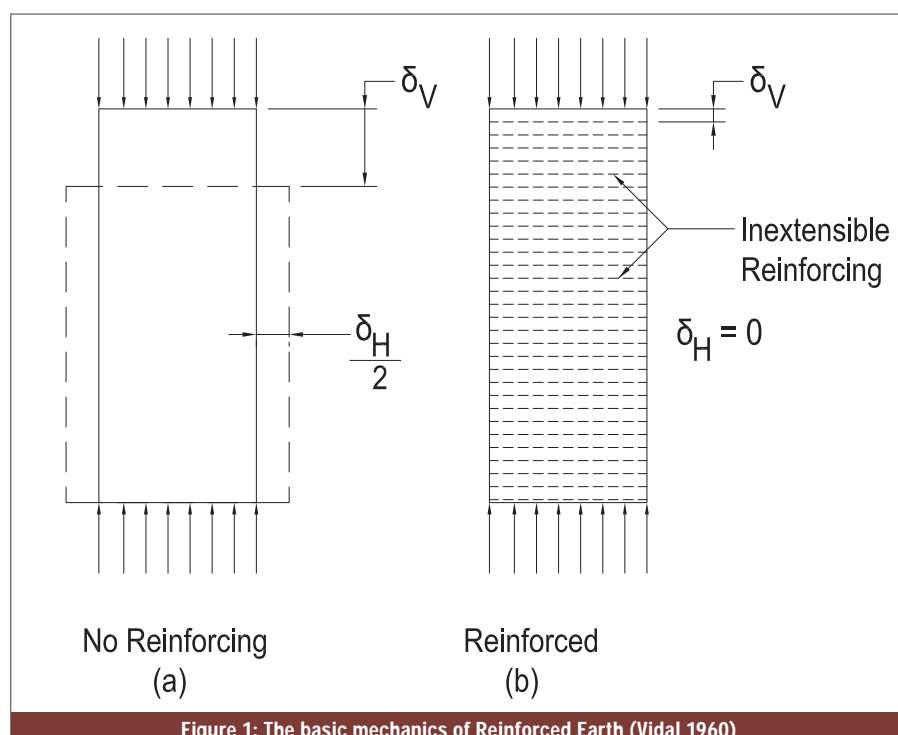 δV
δV
Inextensible
Reinforcing
δH
2
δH = 0
No Reinforcing
(a)
Reinforced
(b)
Figure 1: The basic mechanics of Reinforced Earth (Vidal 1960)